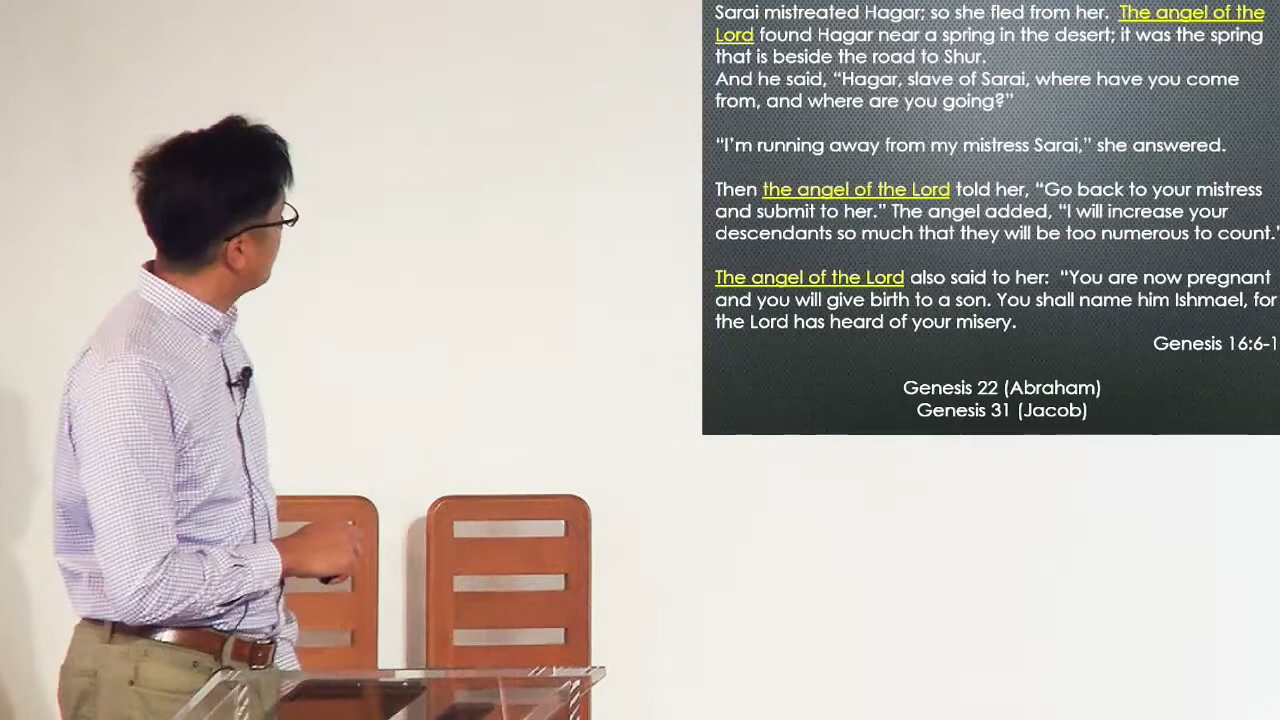 Sarai mistreated Hagar; so she fled from her. The angel of the
Lord found Hagar near a spring in the desert; it was the spring
that is beside the road to Shur.
And he said, “Hagar, slave of Sarai, where have you come
from, and where are you going?”
“I’m running away from my mistress Sarai,” she answered.
Then the angel of the Lord told her, “Go back to your mistress
and submit to her.” The angel added, “I will increase your
descendants so much that they will be too numerous to count.”
The angel of the Lord also said to her: “You are now pregnant
and you will give birth to a son. You shall name him Ishmael, for
the Lord has heard of your misery.
Genesis 16:6-1
Genesis 22 (Abraham)
Genesis 31 (Jacob)